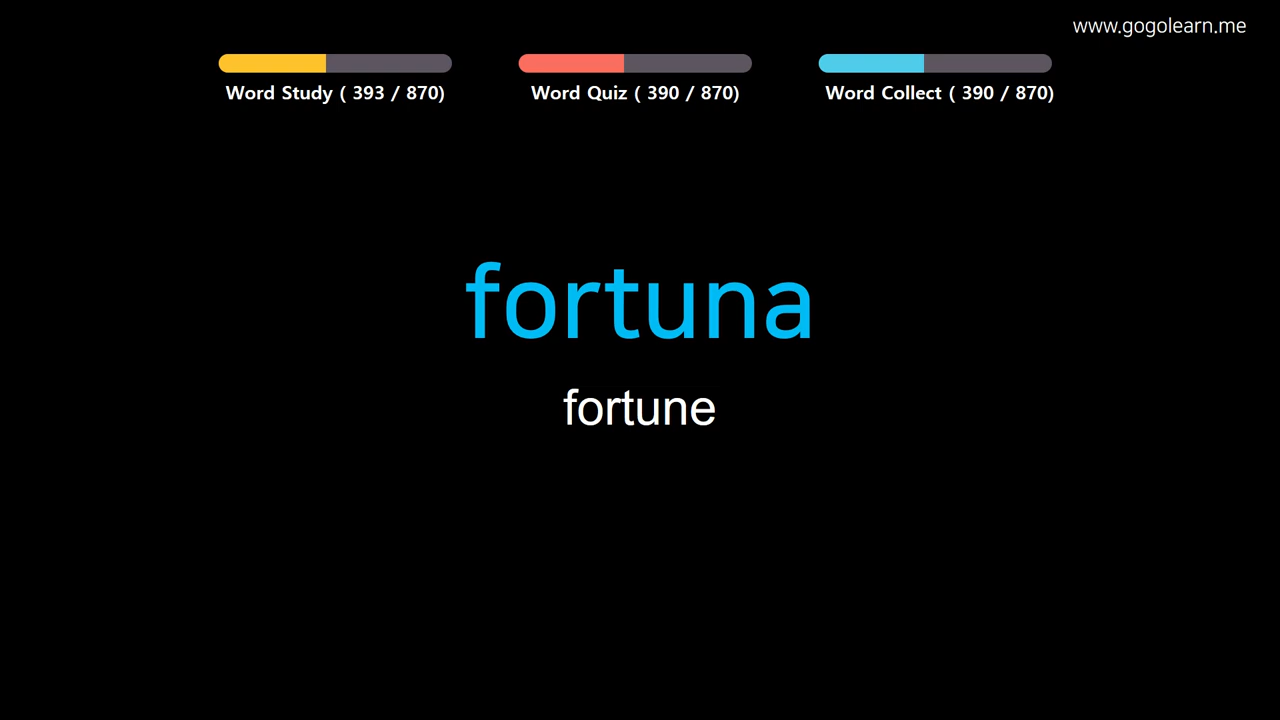 www.gogolearn.me
Word Study ( 393 / 870)
Word Quiz ( 390 / 870)
Word Collect ( 390 / 870)
fortuna
fortune